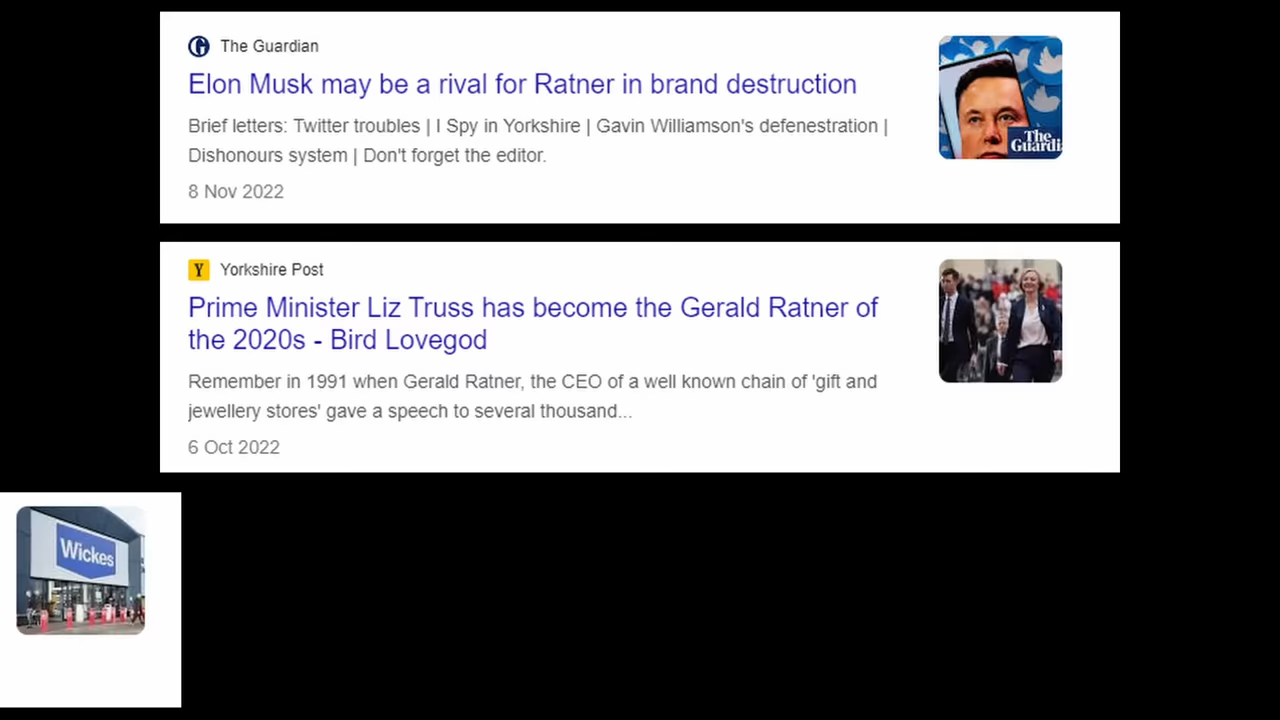 The Guardian
Elon Musk may be a rival for Ratner in brand destruction
Brief letters: Twitter troubles | I Spy in Yorkshire | Gavin Williamson's defenestration |
Dishonours system | Don't forget the editor.
8 Nov 2022
The
Guardi
Yorkshire Post
Prime Minister Liz Truss has become the Gerald Ratner of
the 2020s - Bird Lovegod
Remember in 1991 when Gerald Ratner, the CEO of a well known chain of 'gift and
jewellery stores' gave a speech to several thousand...
6 Oct 2022
Wickes